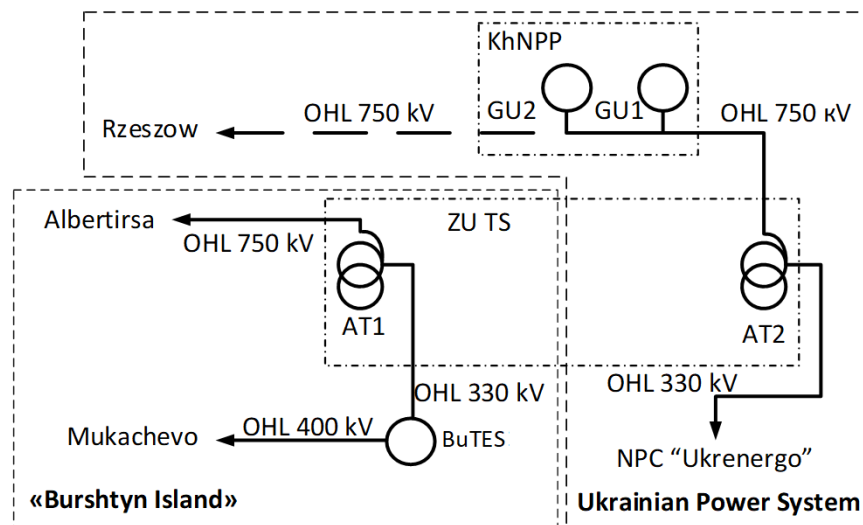 KhNPP
OHL 750 kV
GU2
GU1
OHL 750 кV
Rzeszow
Albertirsa
ZU TS
OHL 750 kV
AT1
AT2
OHL 330 kV
OHL 330 kV
Mukachevo
OHL 400 kV
BuTES
NPC “Ukrenergo”
«Burshtyn Island»
Ukrainian Power System